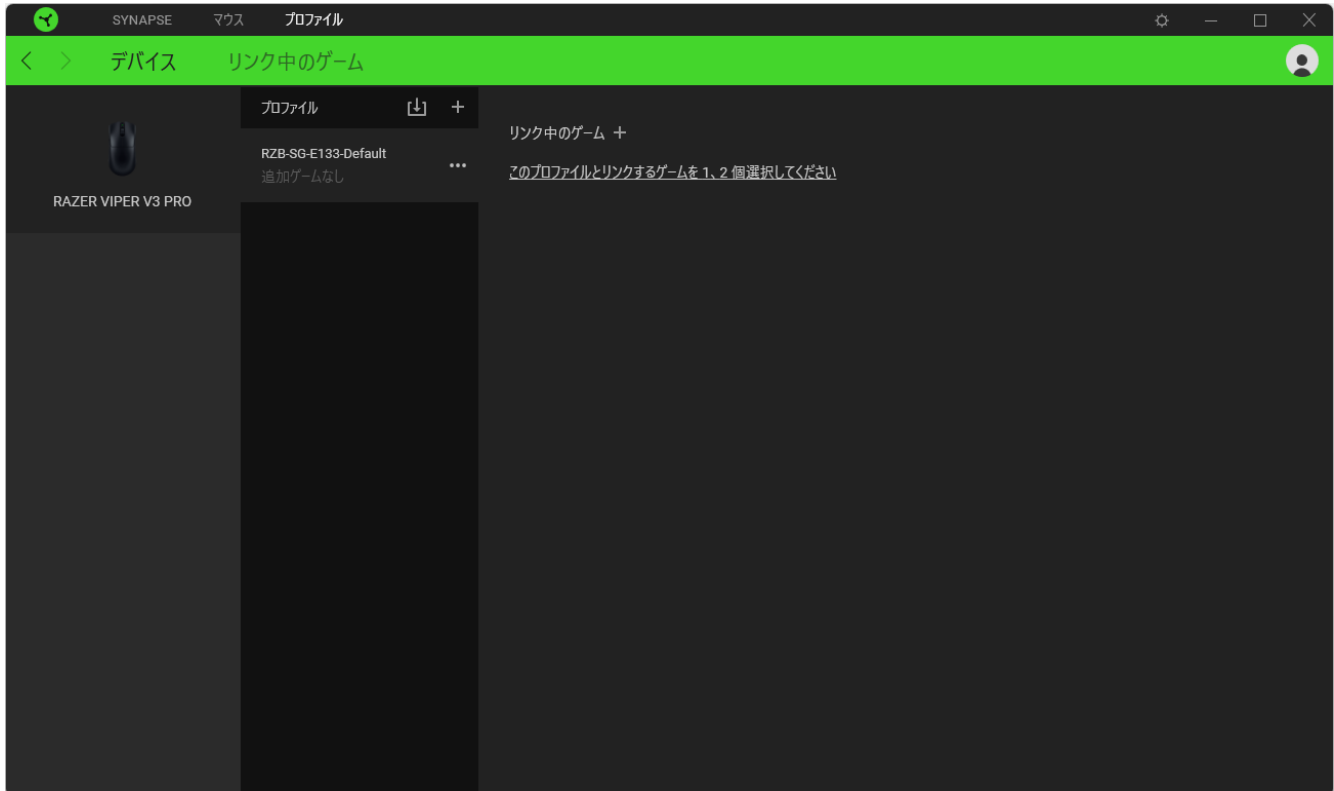 SYNAPSE マウス プロファイル
デバイス リンク中のゲーム
RAZER VIPER V3 PRO
プロファイル
RZB-SG-E133-Default
追加ゲームなし
リンク中のゲーム
このプロファイルとリンクするゲームを 1、2 個選択してください